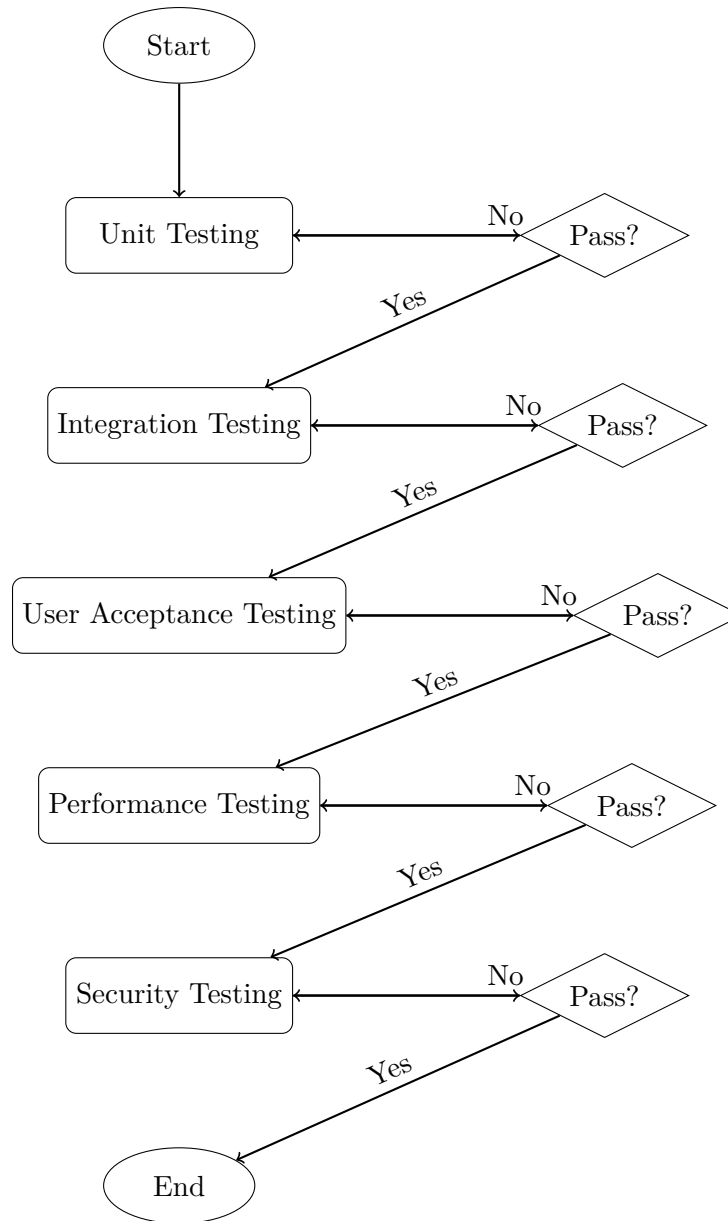 Start
Unit Testing
No
Pass?
Yes
Integration Testing
No
Pass?
Yes
User Acceptance Testing
No
Pass?
Yes
Performance Testing
No
Pass?
Yes
Security Testing
No
Pass?
Yes
End